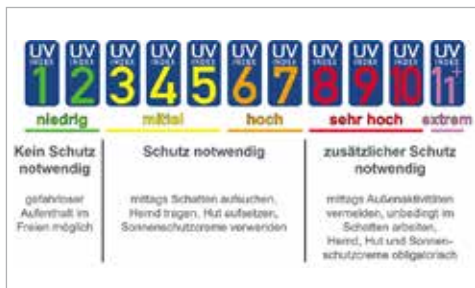 UV INDEX 1 UV INDEX 2 UV INDEX 3 UV INDEX 4 UV INDEX 5 UV INDEX 6 UV INDEX 7 UV INDEX 8 UV INDEX 9 UV INDEX 10 UV INDEX 11+
niedrig mittel hoch sehr hoch extrem
Kein Schutz
notwendig
gefahrloser
Aufenthalt im
Freien möglich
Schutz notwendig
mittags Schatten aufsuchen,
Hemd tragen, Hut aufsetzen,
Sonnenschutzcreme verwenden
zusätzlicher Schutz
notwendig
mittags Außenaktivitäten
vermeiden, unbedingt im
Schatten arbeiten,
Hemd, Hut und Sonnen-
schutzcreme obligatorisch